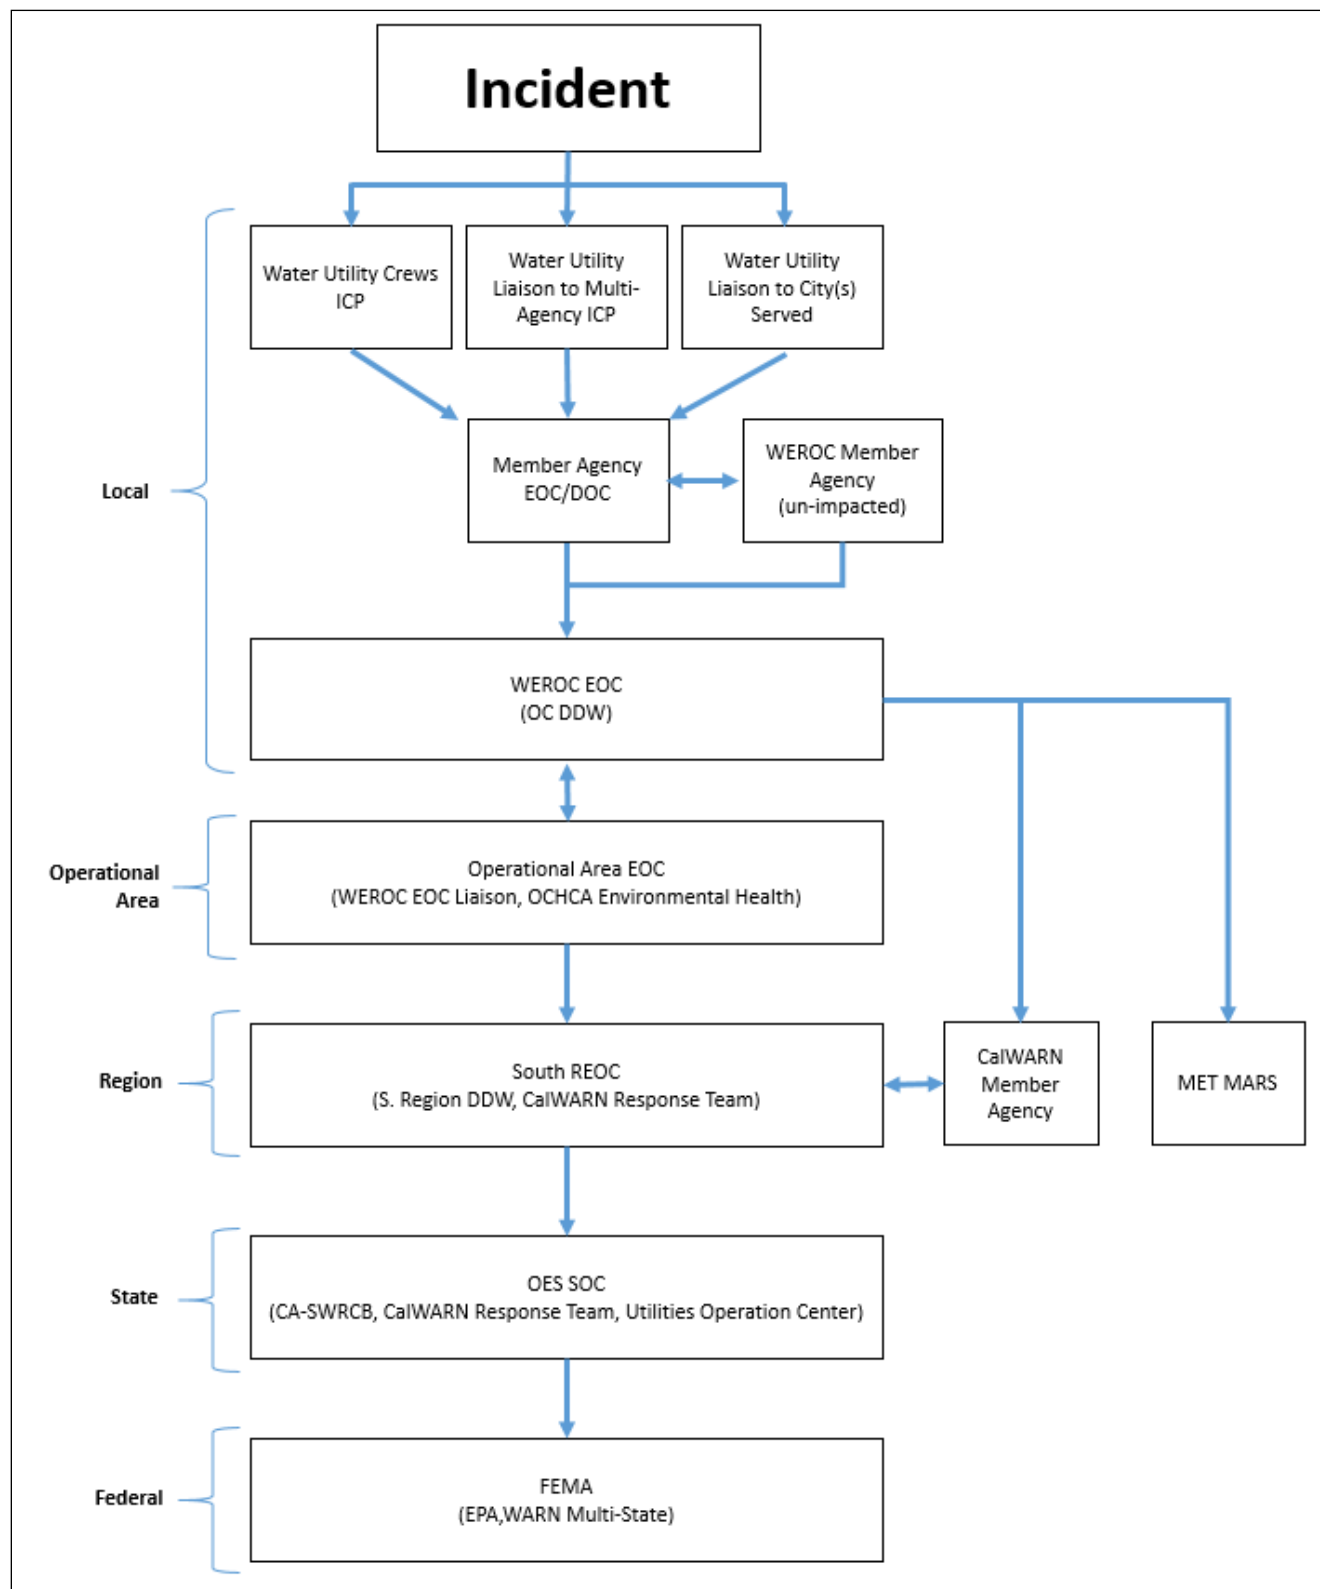 Incident
Water Utility Crews
ICP
Water Utility
Liaison to Multi-
Agency ICP
Water Utility
Liaison to City(s)
Served
Local
Member Agency
EOC/DOC
WEROC Member
Agency
(un-impacted)
WEROC EOC
(OC DDW)
Operational
Area
Operational Area EOC
(WEROC EOC Liaison, OCHCA Environmental Health)
Region
South REOC
(S. Region DDW, CalWARN Response Team)
CalWARN
Member
Agency
MET MARS
State
OES SOC
(CA-SWRCB, CalWARN Response Team, Utilities Operation Center)
Federal
FEMA
(EPA,WARN Multi-State)